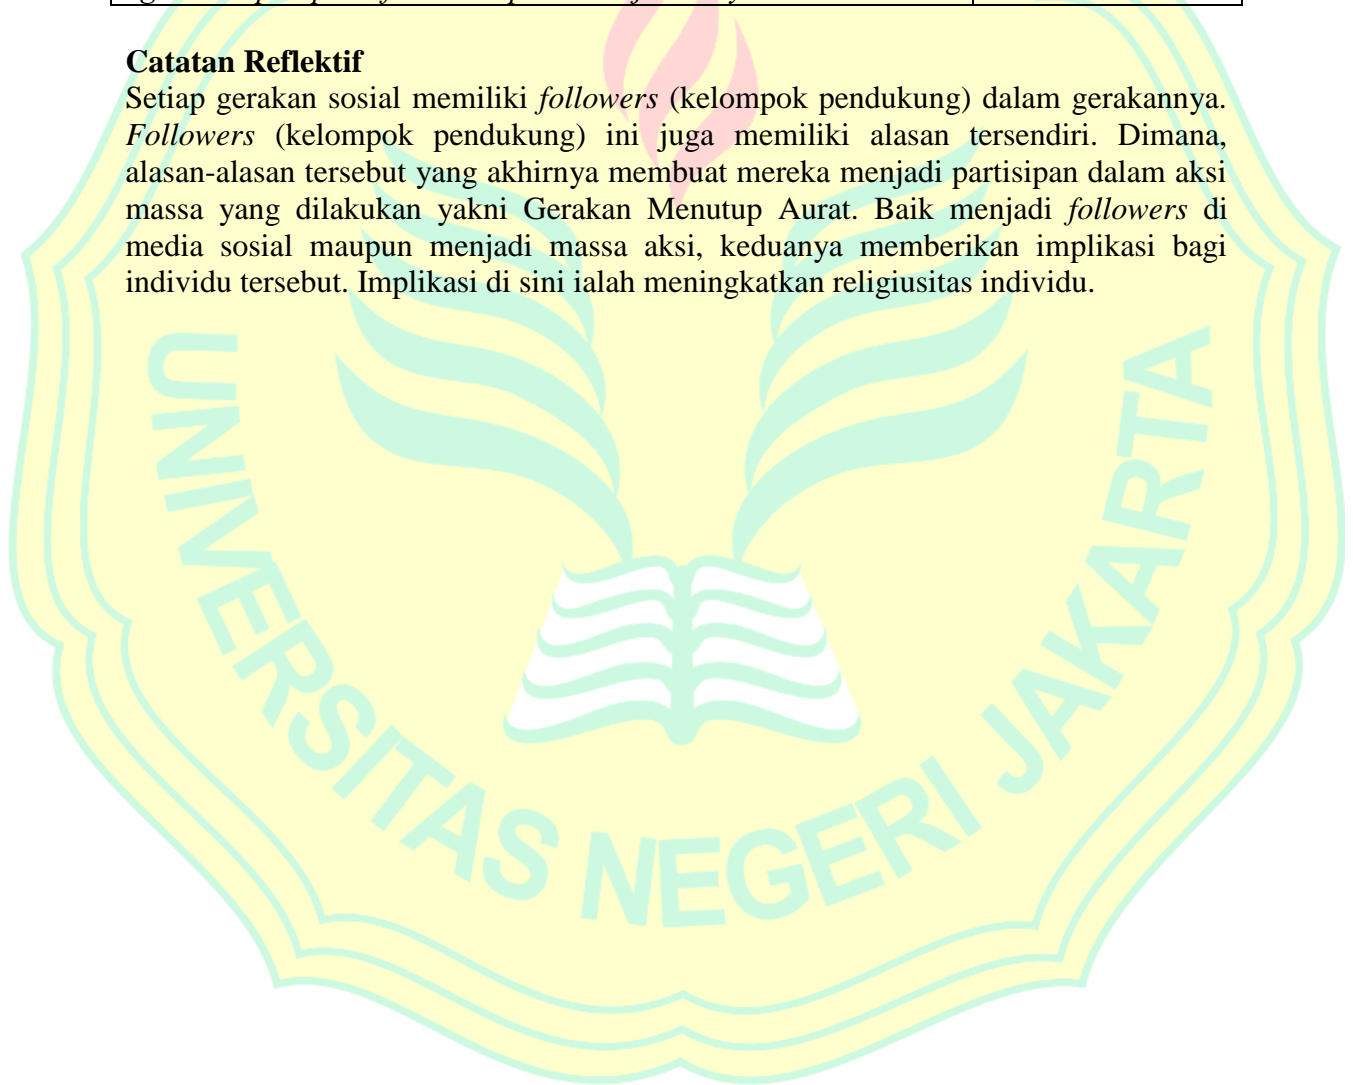 Catatan Reflektif
Setiap gerakan sosial memiliki followers (kelompok pendukung) dalam gerakannya.
Followers (kelompok pendukung) ini juga memiliki alasan tersendiri. Dimana,
alasan-alasan tersebut yang akhirnya membuat mereka menjadi partisipan dalam aksi
massa yang dilakukan yakni Gerakan Menutup Aurat. Baik menjadi followers di
media sosial maupun menjadi massa aksi, keduanya memberikan implikasi bagi
individu tersebut. Implikasi di sini ialah meningkatkan religiusitas individu.
UNIVERSITAS NEGERI JAKARTA